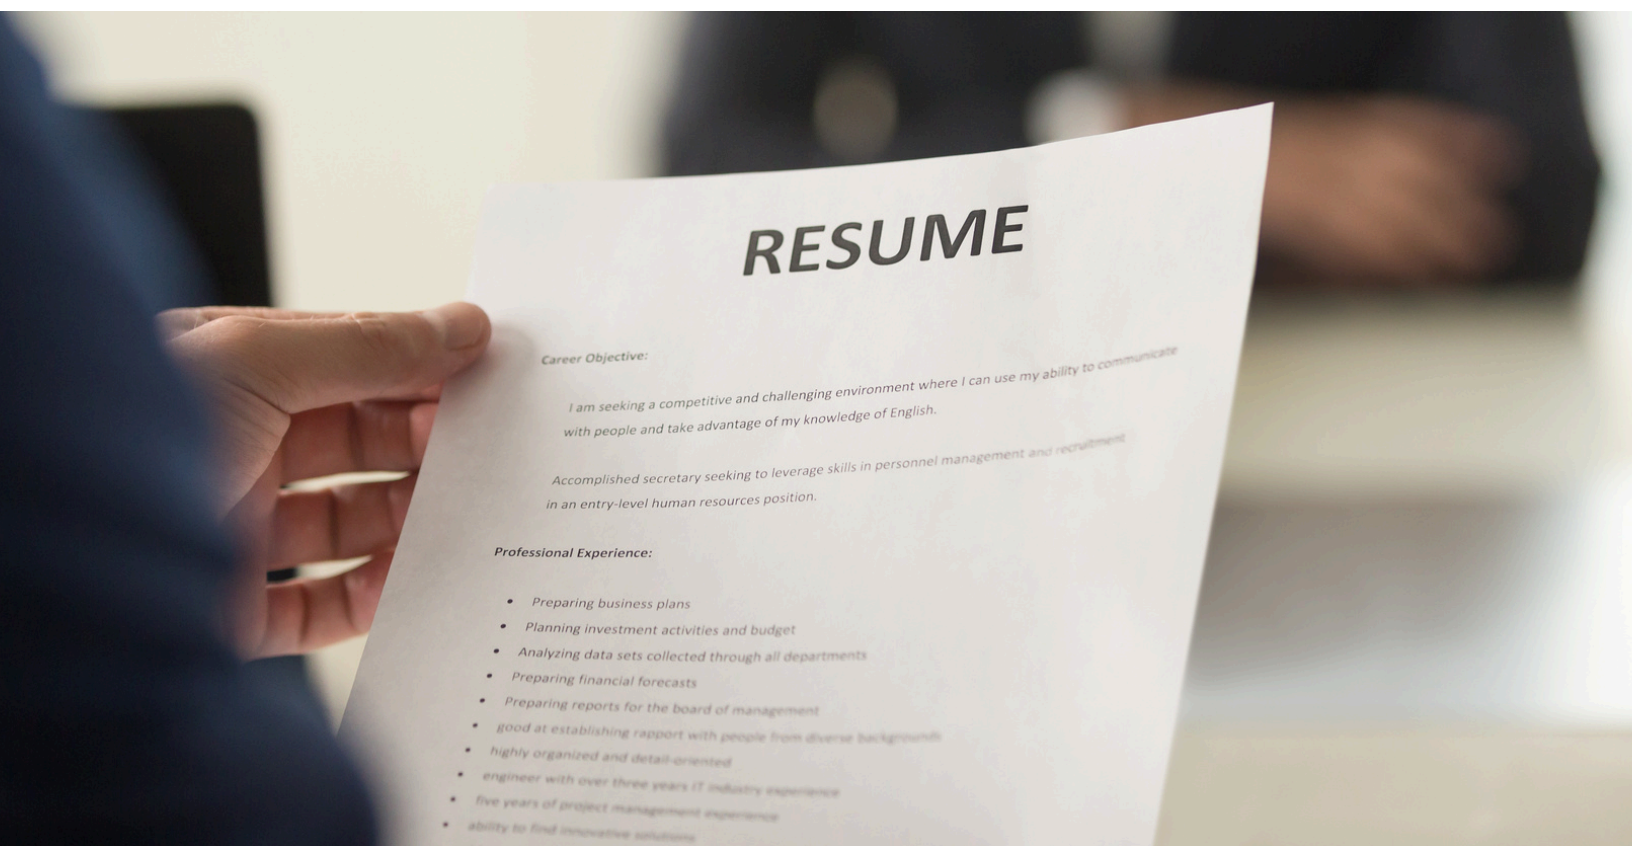 RESUME
Career Objective:
I am seeking a competitive and challenging environment where I can use my ability to communicate
with people and take advantage of my knowledge of English.
Accomplished secretary seeking to leverage skills in personnel management and recruitment
in an entry-level human resources position.
Professional Experience:
• Preparing business plans
• Planning investment activities and budget
• Analyzing data sets collected through all departments
• Preparing financial forecasts
• Preparing reports for the board of management
• good at establishing rapport with people from diverse backgrounds
• highly organized and detail-oriented
• engineer with over three years IT industry experience
• five years of project management experience
• ability to find innovative solutions